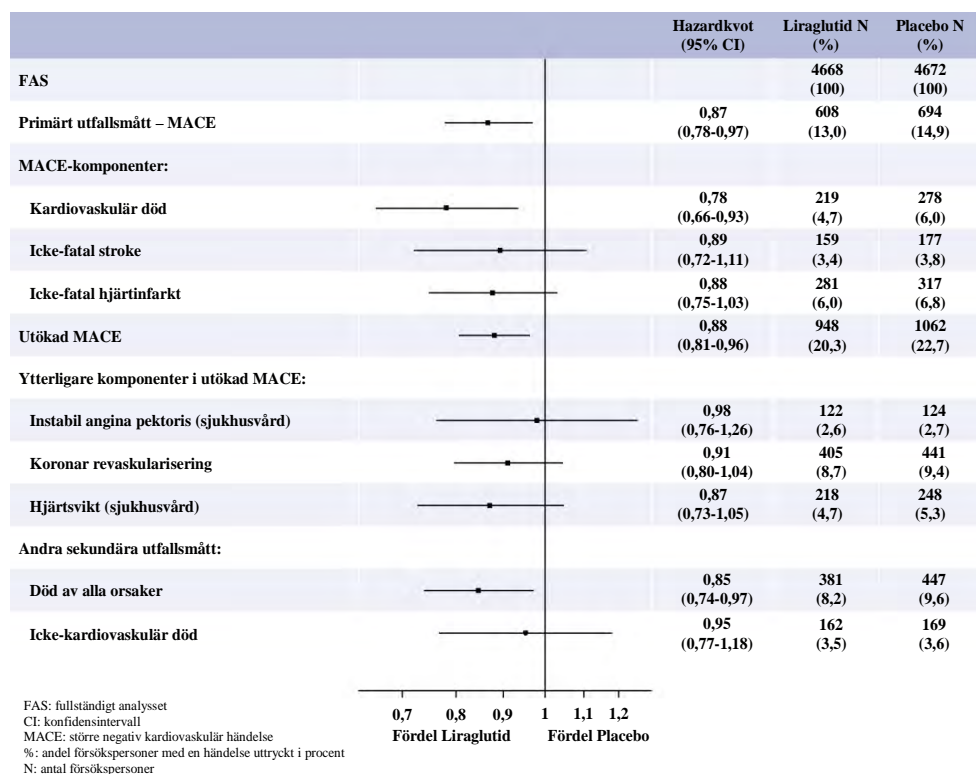 Hazardkvot Liraglutid N Placebo N
(95% CI) (%) (%)
FAS 4668 4672
(100) (100)
Primärt utfallsmått – MACE 0,87 608 694
(0,78-0,97) (13,0) (14,9)
MACE-komponenter:
Kardiovaskulär död 0,78 219 278
(0,66-0,93) (4,7) (6,0)
Icke-fatal stroke 0,89 159 177
(0,72-1,11) (3,4) (3,8)
Icke-fatal hjärtinfarkt 0,88 281 317
(0,75-1,03) (6,0) (6,8)
Utökad MACE 0,88 948 1062
(0,81-0,96) (20,3) (22,7)
Ytterligare komponenter i utökad MACE:
Instabil angina pektoris (sjukhusvård) 0,98 122 124
(0,76-1,26) (2,6) (2,7)
Koronar revaskularisering 0,91 405 441
(0,80-1,04) (8,7) (9,4)
Hjärtsvikt (sjukhusvård) 0,87 218 248
(0,73-1,05) (4,7) (5,3)
Andra sekundära utfallsmått:
Död av alla orsaker 0,85 381 447
(0,74-0,97) (8,2) (9,6)
Icke-kardiovaskulär död 0,95 162 169
(0,77-1,18) (3,5) (3,6)
0,7 0,8 0,9 1 1,1 1,2
Fördel Liraglutid Fördel Placebo
FAS: fullständigt analysset
CI: konfidensintervall
MACE: större negativ kardiovaskulär händelse
%: andel försökspersoner med en händelse uttryckt i procent
N: antal försökspersoner